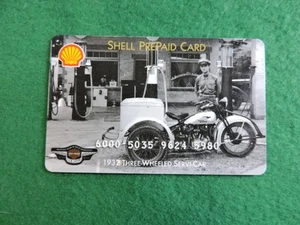 SHELL PREPAID CARD
6000 5035 9624 5980
1932 THREE-WHEELED SERVI-CAR